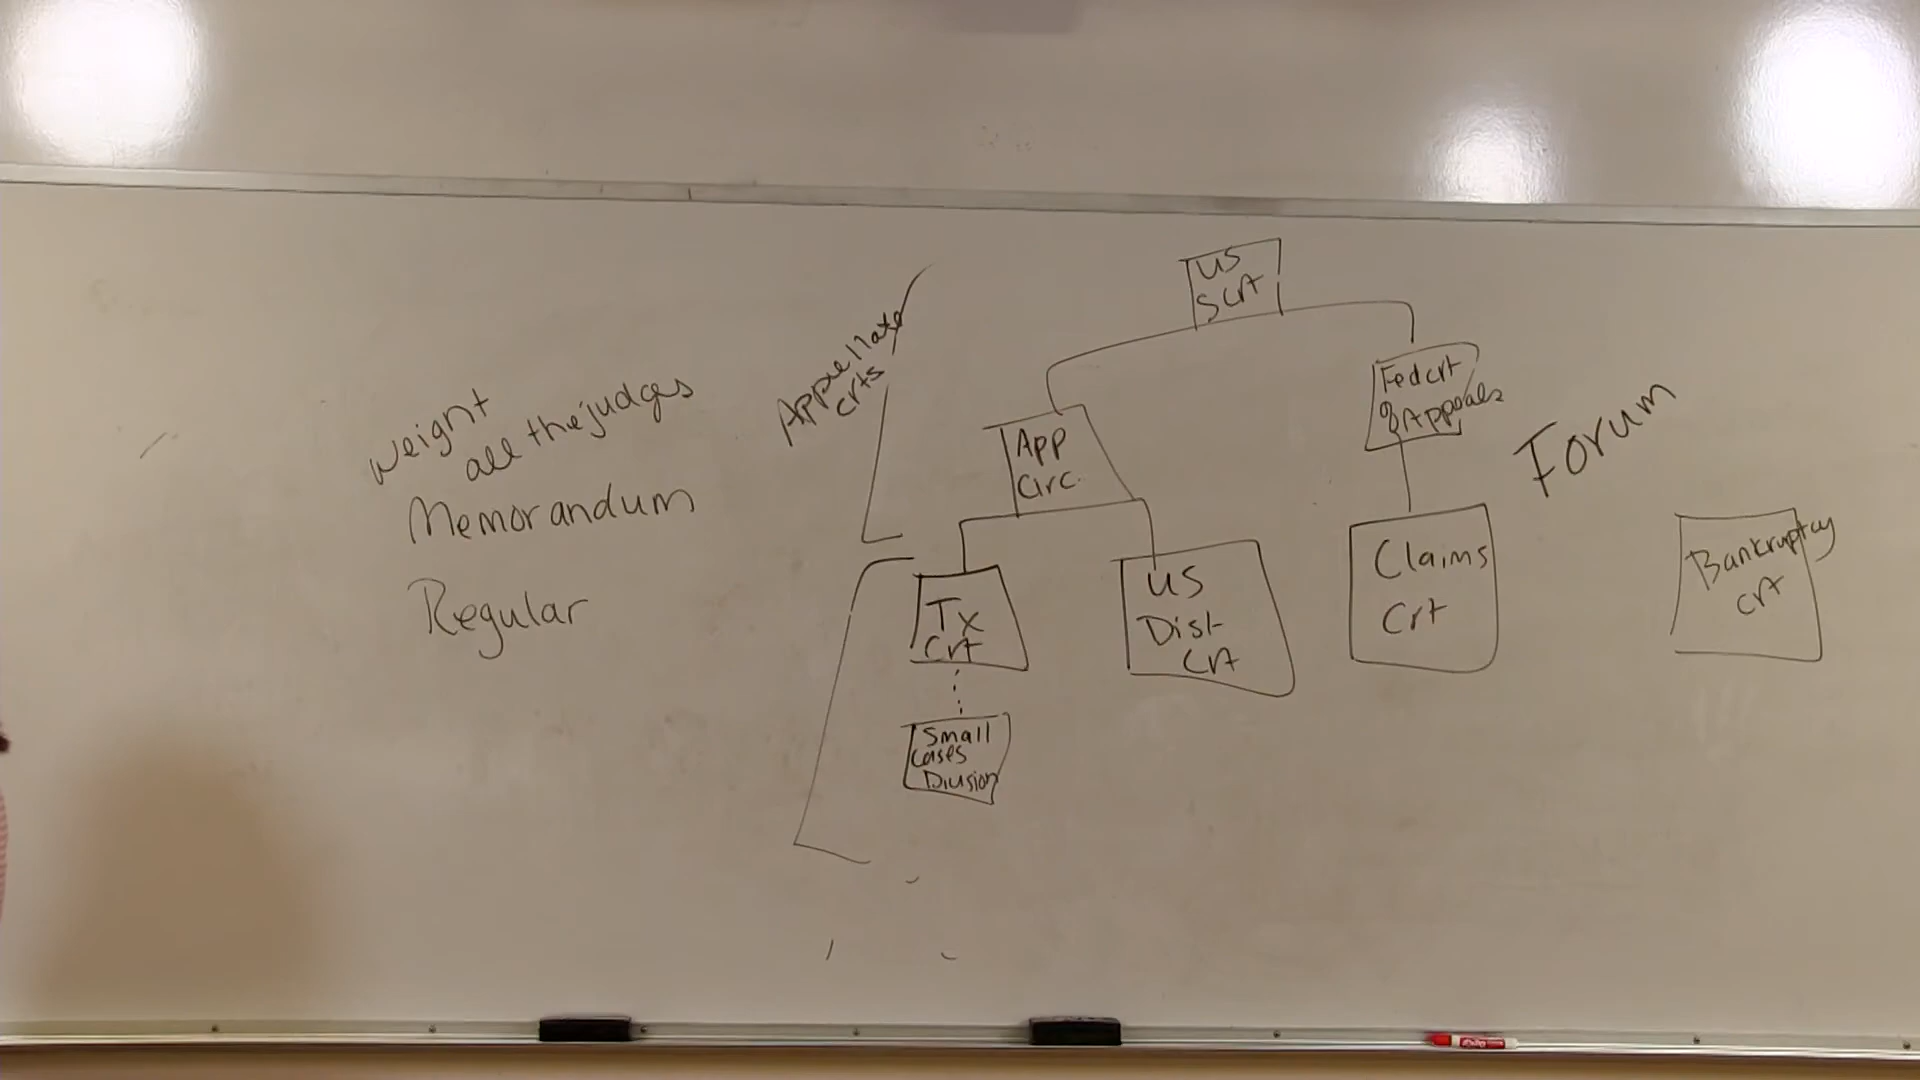 US
S Crt
Appellate
crts
Fed crt
of Appeals
weight
all the judges
App
Circ.
Forum
Memorandum
Tx
Crt
US
Dist
Crt
Claims
Crt
Bankruptcy
crt
Regular
Small
Cases
Division